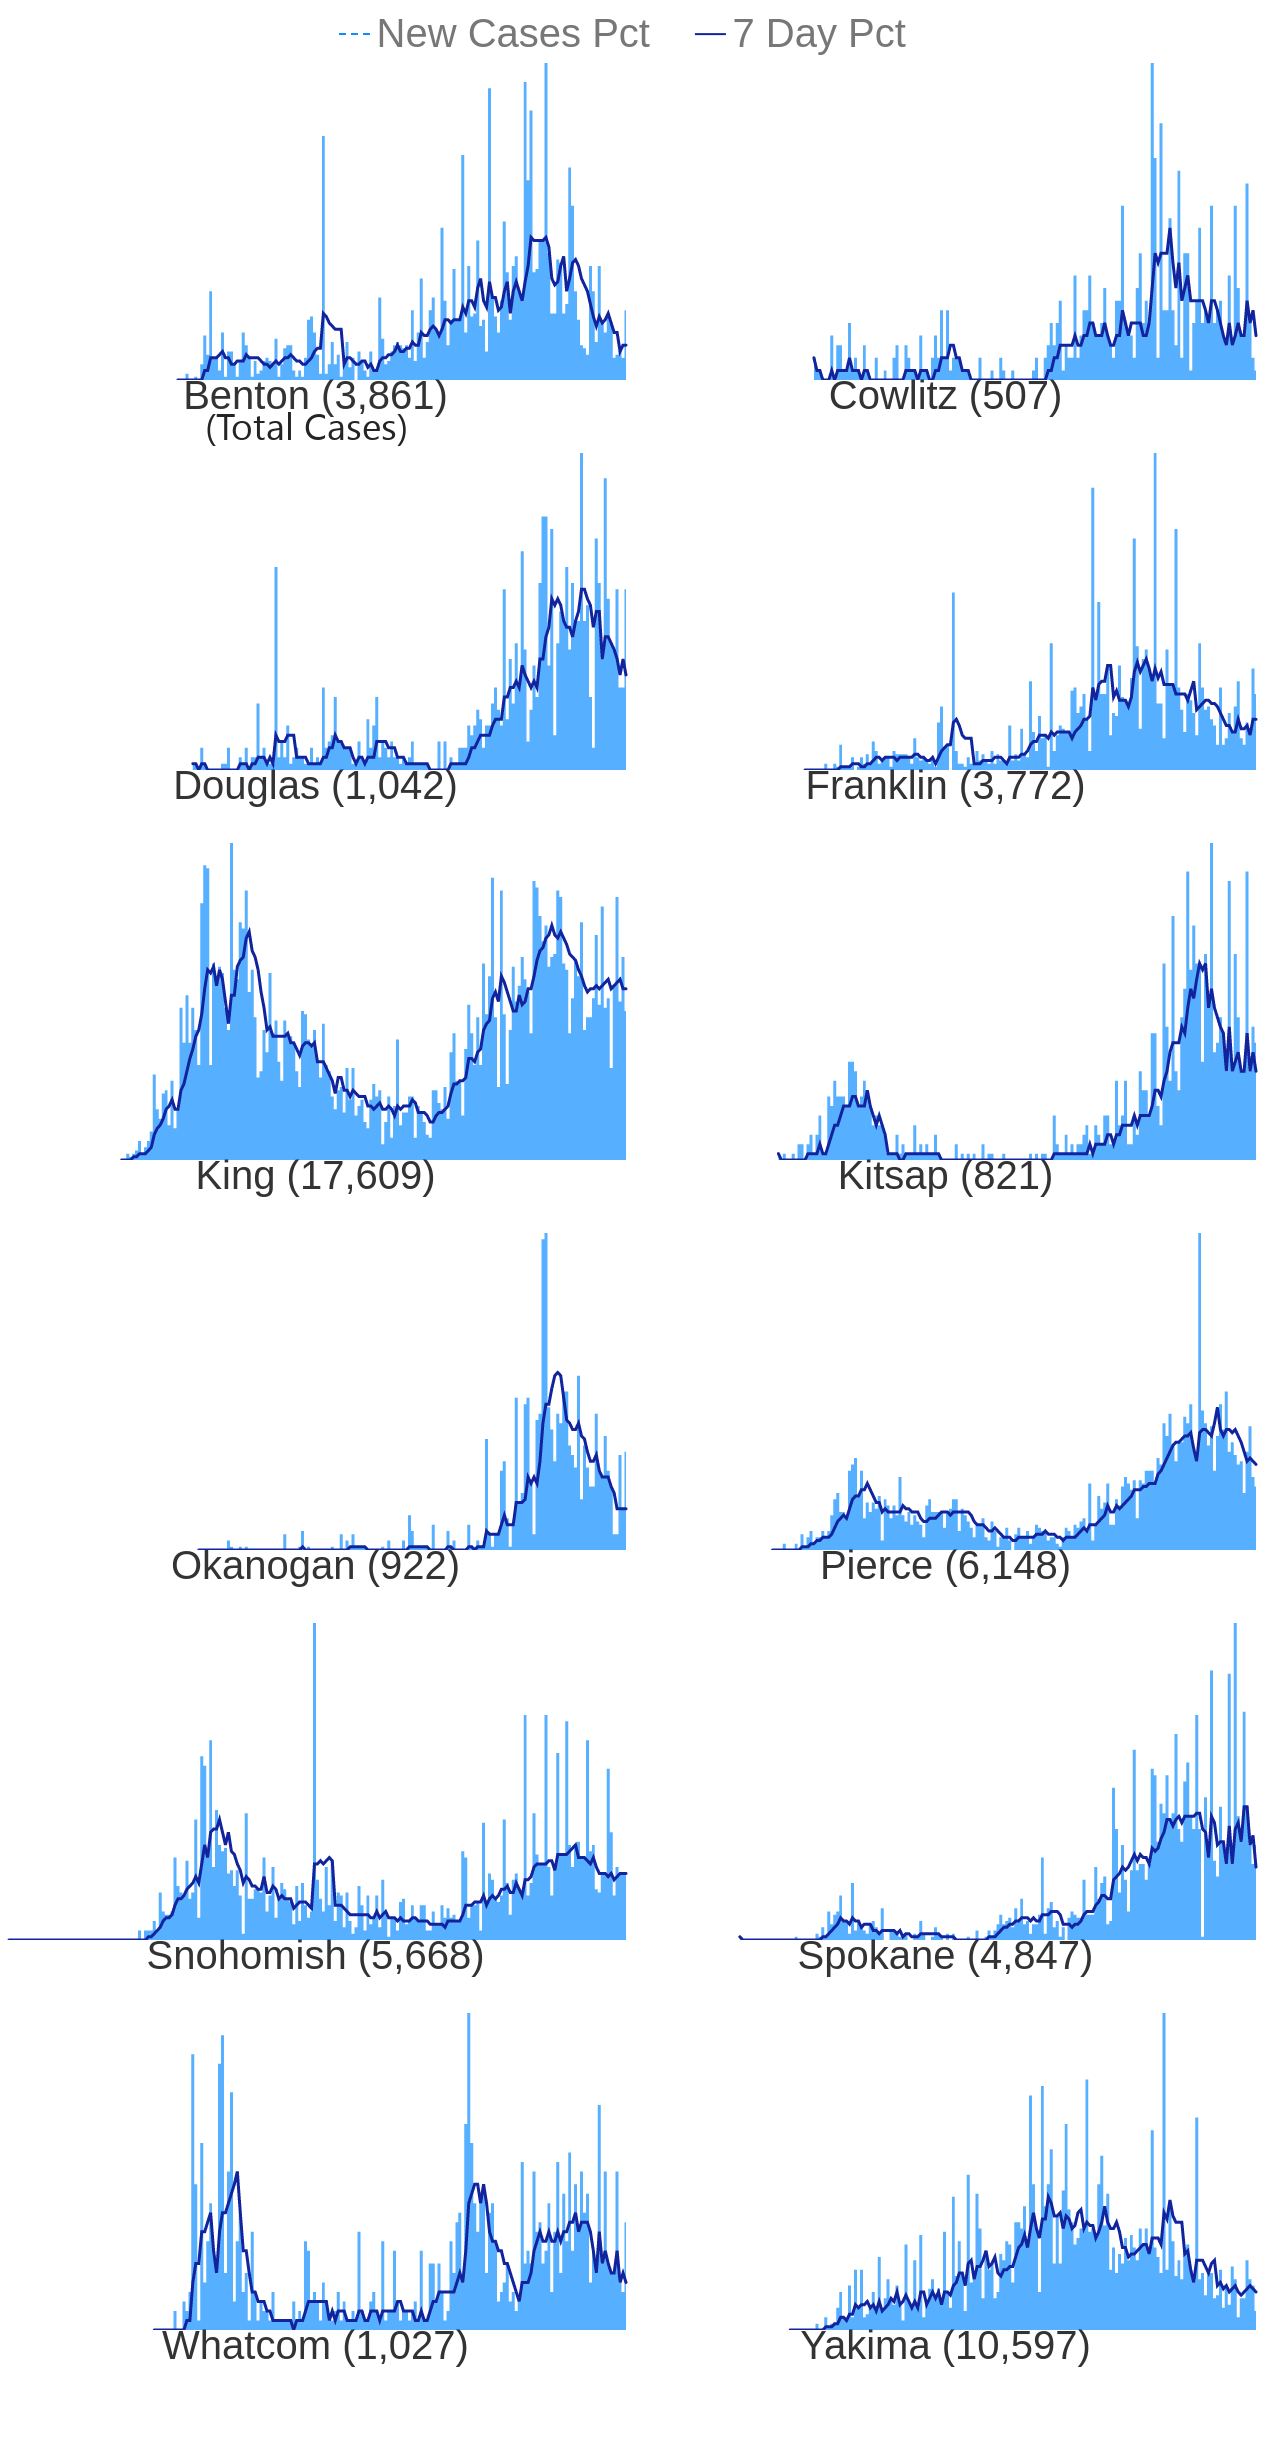 New Cases Pct 7 Day Pct
Benton (3,861) Cowlitz (507)
(Total Cases)
Douglas (1,042) Franklin (3,772)
King (17,609) Kitsap (821)
Okanogan (922) Pierce (6,148)
Snohomish (5,668) Spokane (4,847)
Whatcom (1,027) Yakima (10,597)